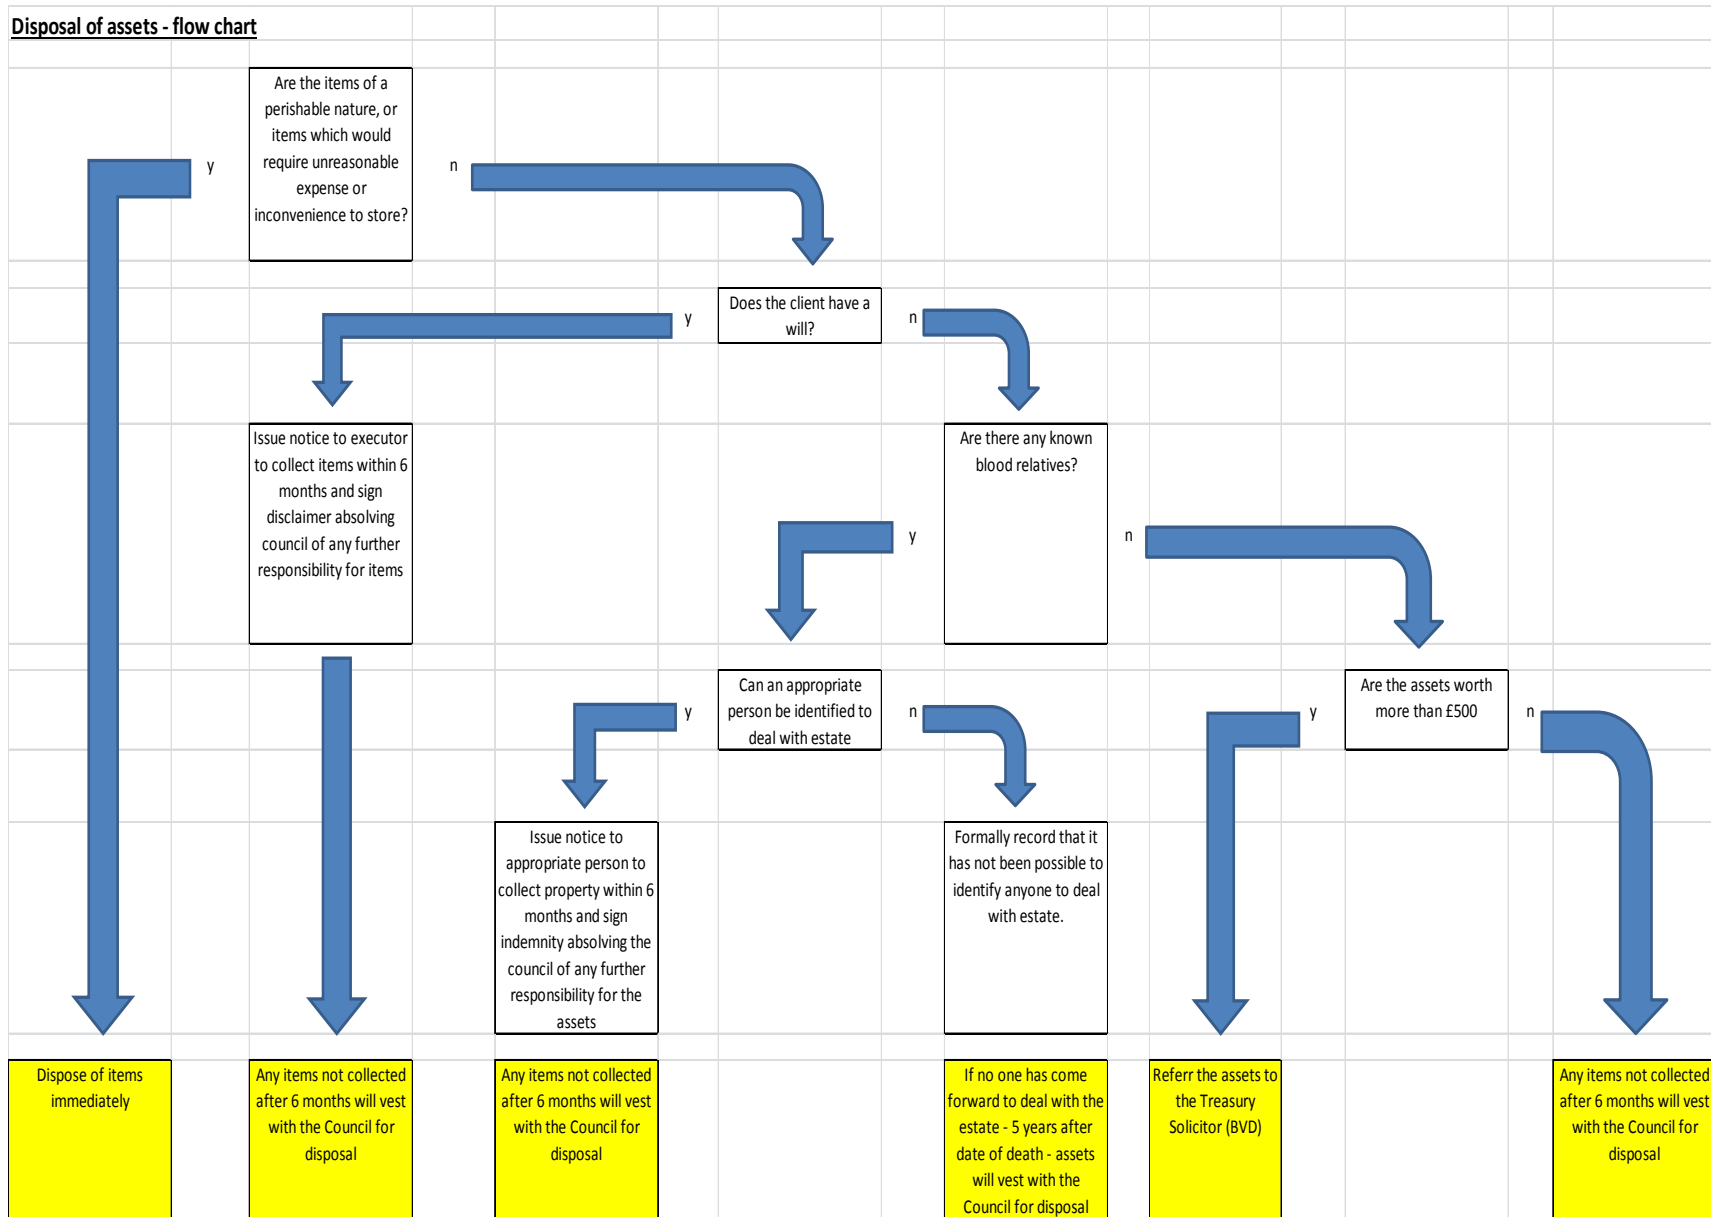 Disposal of assets - flow chart
Are the items of a
perishable nature, or
items which would
require unreasonable
expense or
inconvenience to store?
y
n
Does the client have a
will?
y
n
Issue notice to executor
to collect items within 6
months and sign
disclaimer absolving
council of any further
responsibility for items
Are there any known
blood relatives?
y
n
Can an appropriate
person be identified to
deal with estate
y
n
Are the assets worth
more than £500
y
n
Issue notice to
appropriate person to
collect property within 6
months and sign
indemnity absolving the
council of any further
responsibility for the
assets
Formally record that it
has not been possible to
identify anyone to deal
with estate.
Dispose of items
immediately
Any items not collected
after 6 months will vest
with the Council for
disposal
Any items not collected
after 6 months will vest
with the Council for
disposal
If no one has come
forward to deal with the
estate - 5 years after
date of death - assets
will vest with the
Council for disposal
Referr the assets to
the Treasury
Solicitor (BVD)
Any items not collected
after 6 months will vest
with the Council for
disposal